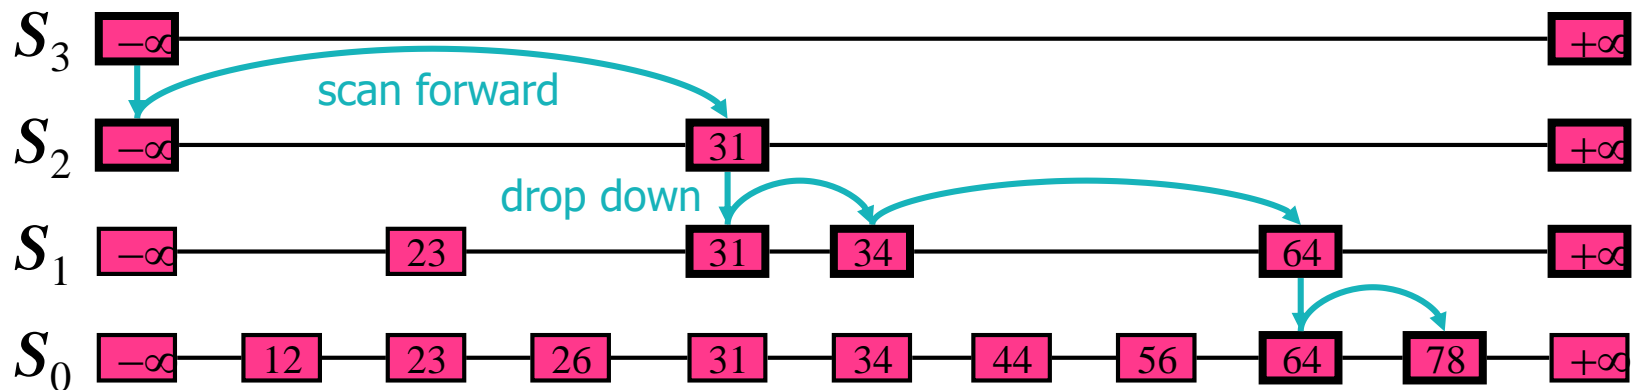 S3 −∞ +∞
scan forward
S2 −∞ 31 +∞
drop down
S1 −∞ 23 31 34 64 +∞
S0 −∞ 12 23 26 31 34 44 56 64 78 +∞